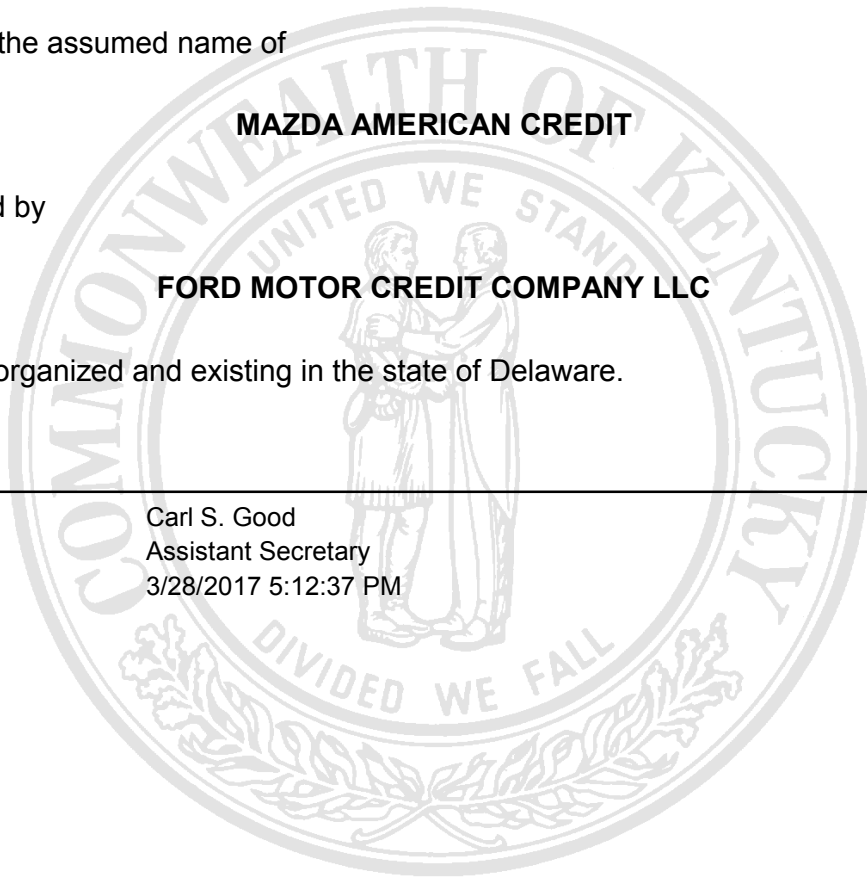 the assumed name of
MAZDA AMERICAN CREDIT
by
FORD MOTOR CREDIT COMPANY LLC
organized and existing in the state of Delaware.
Carl S. Good
Assistant Secretary
3/28/2017 5:12:37 PM
COMMONWEALTH OF KENTUCKY
UNITED WE STAND
DIVIDED WE FALL